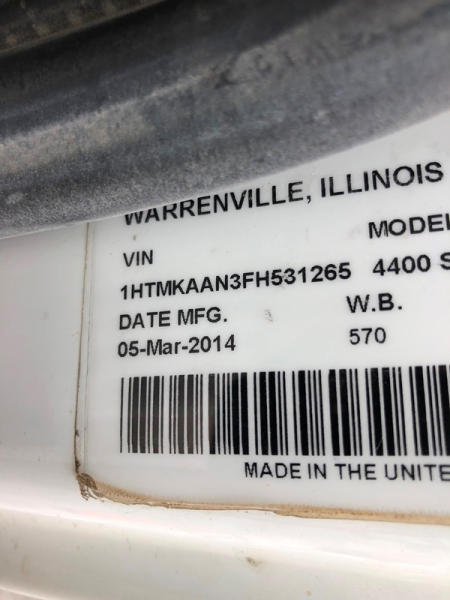 WARRENVILLE, ILLINOIS
VIN MODEL
1HTMKAAN3FH531265 4400 S
DATE MFG. W.B.
05-Mar-2014 570
MADE IN THE UNITE